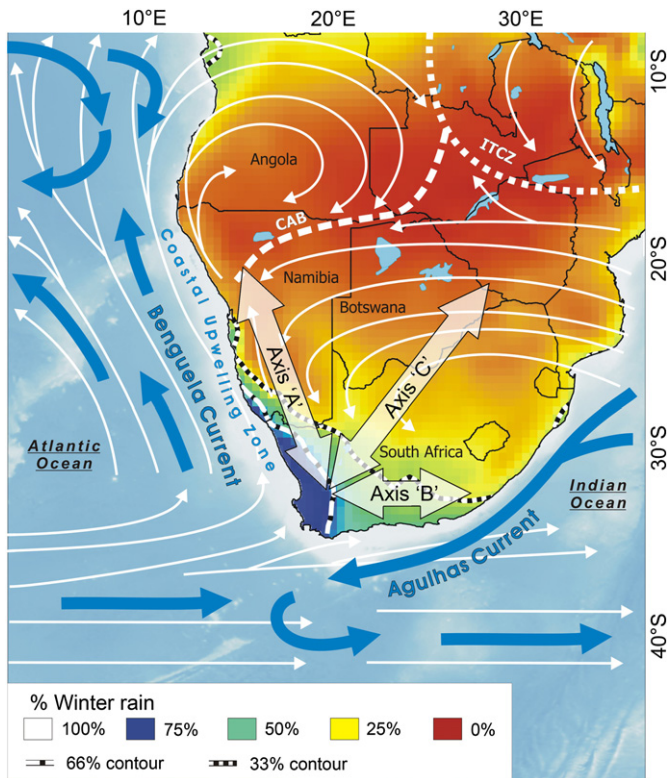 10°E
20°E
30°E
10°S
20°S
30°S
40°S
ITCZ
Angola
CAB
Namibia
Botswana
Coastal Upwelling Zone
Benguela Current
Axis 'A'
Axis 'C'
South Africa
Axis 'B'
Atlantic
Ocean
Indian
Ocean
Agulhas Current
% Winter rain
100% 75% 50% 25% 0%
66% contour 33% contour